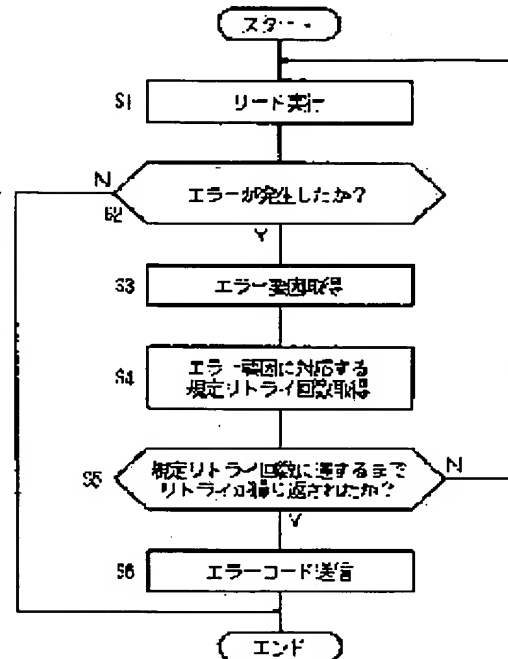 スタート
S1
リード実行
N
S2
エラーが発生したか?
Y
S3
エラー要因取得
S4
エラー要因に対応する
規定リトライ回数取得
S5
規定リトライ回数に達するまで
リトライが繰り返されたか?
N
Y
S6
エラーコード送信
エンド